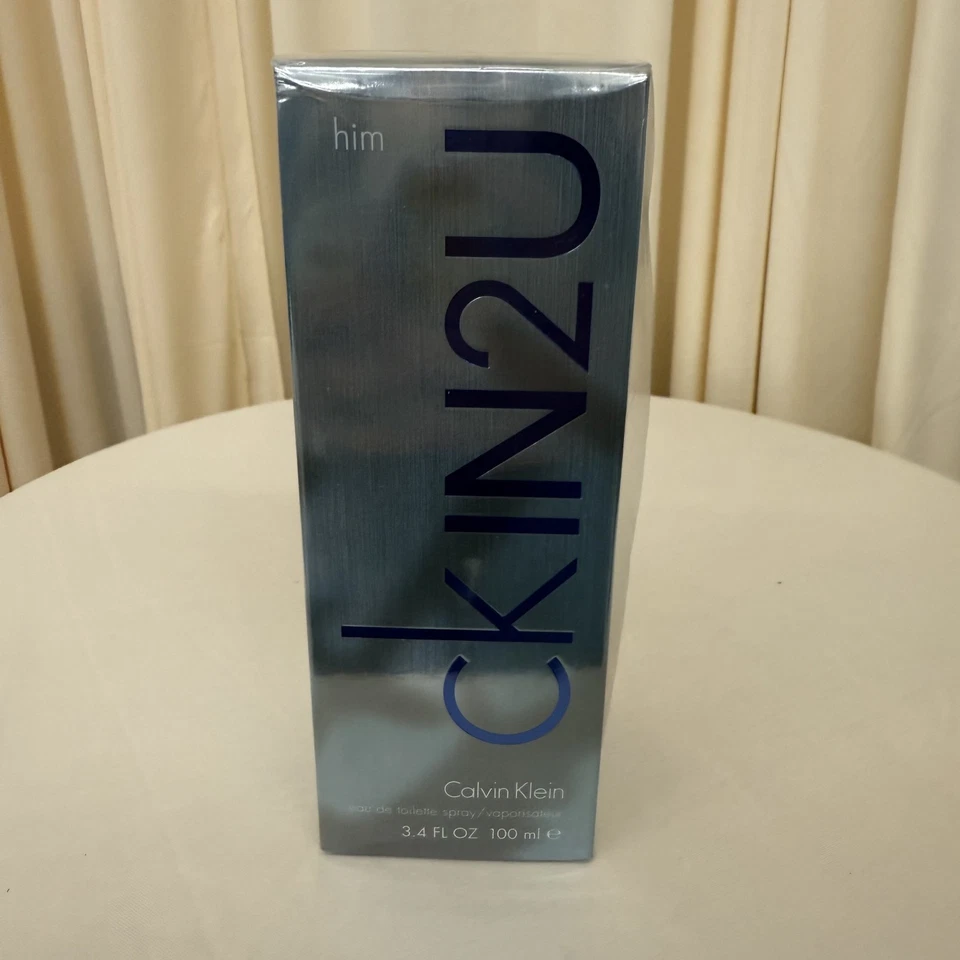 him
ckIN2U
Calvin Klein
eau de toilette spray/vaporisateur
3.4 FL OZ 100 ml ℮